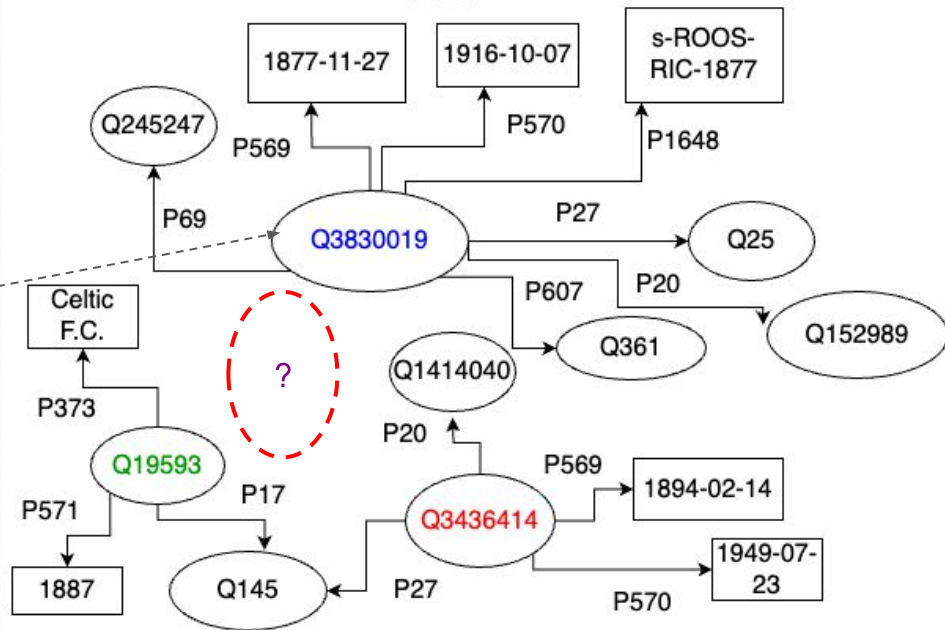 1877-11-27
1916-10-07
s-ROOS-
RIC-1877
Q245247
P569
P570
P1648
P69
Q3830019
P27
Q25
P20
P607
Q152989
Celtic
F.C.
Q361
?
Q1414040
P373
P20
Q19593
P569
1894-02-14
P17
P571
Q3436414
1887
Q145
P27
P570
1949-07-
23